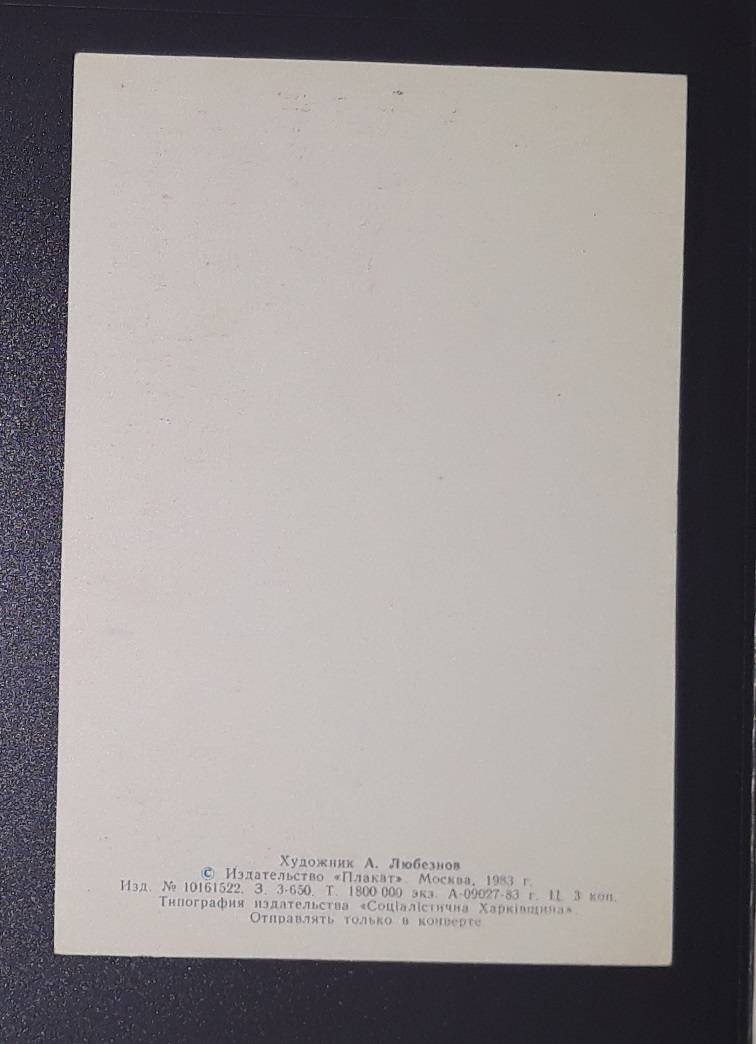 Художник А. Любезнов
© Издательство «Плакат». Москва, 1983 г.
Изд. № 10161522. З. 3-650. Т. 1800 000 экз. А-09027-83 г. Ц. 3 коп.
Типография издательства «Соціалістична Харківщина».
Отправлять только в конверте